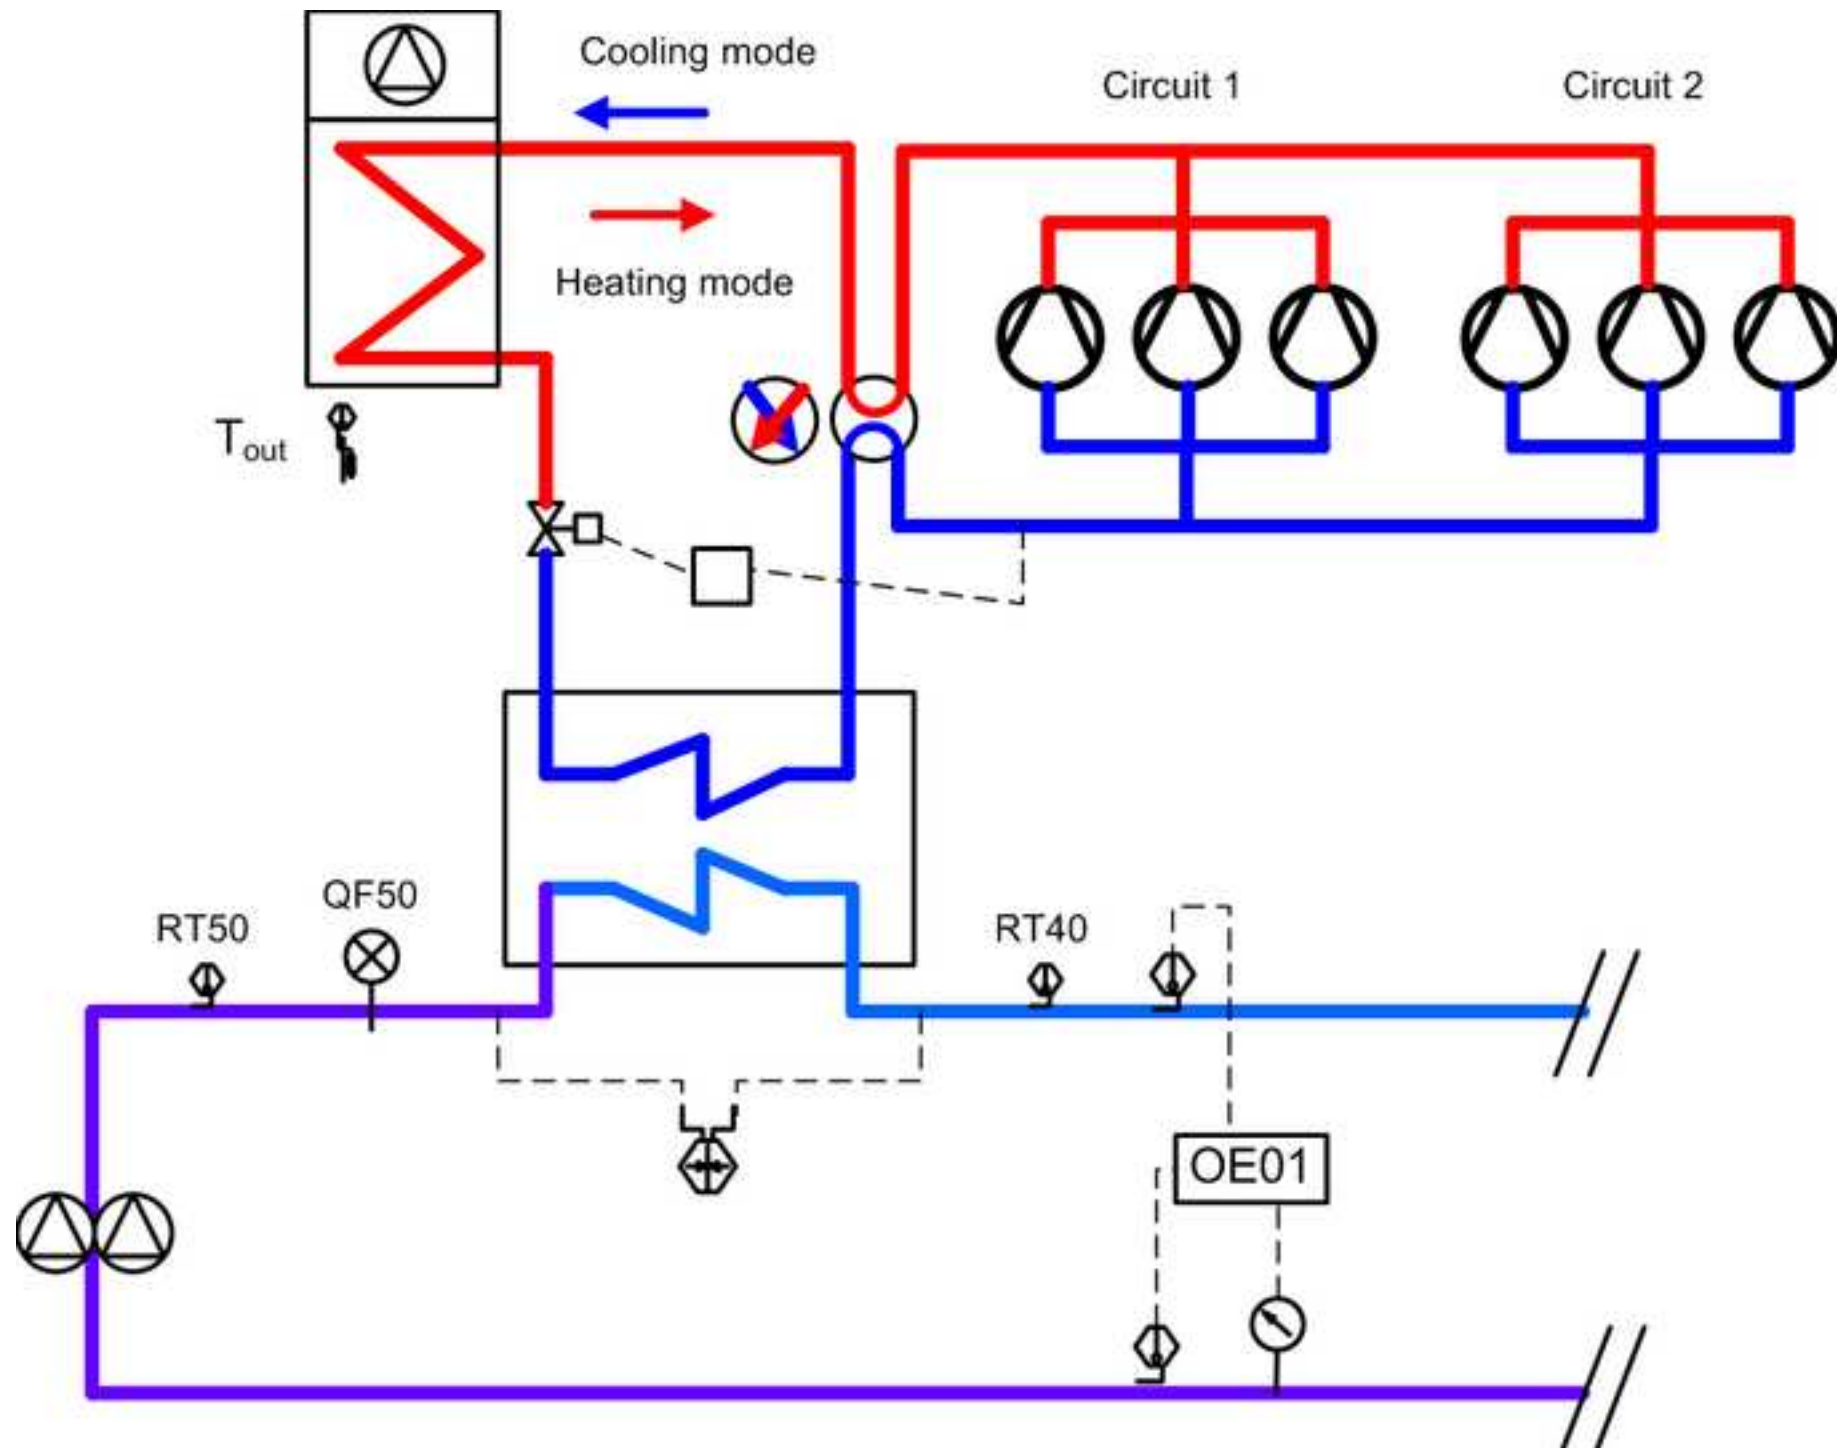 Cooling mode
Circuit 1
Circuit 2
Heating mode
Tout
QF50
RT50
RT40
OE01